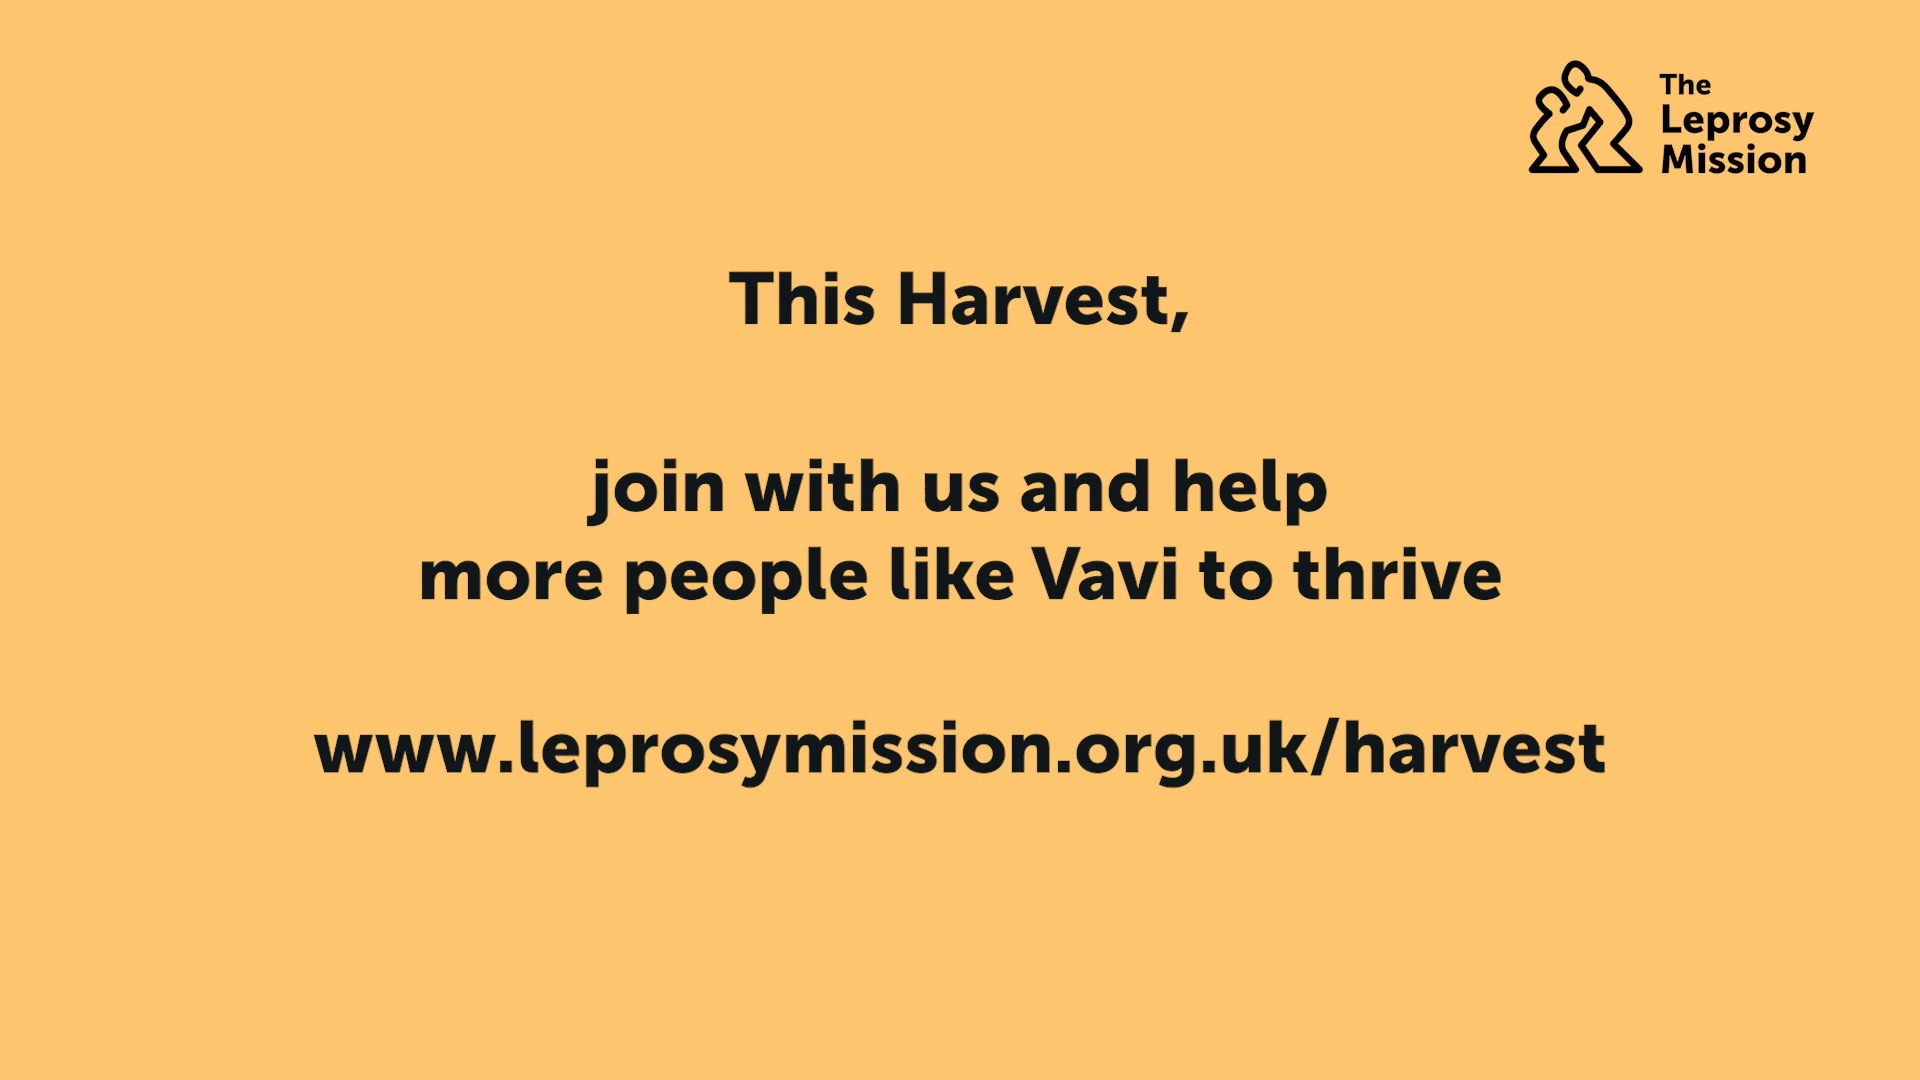 The
Leprosy
Mission
This Harvest,
join with us and help
more people like Vavi to thrive
www.leprosymission.org.uk/harvest